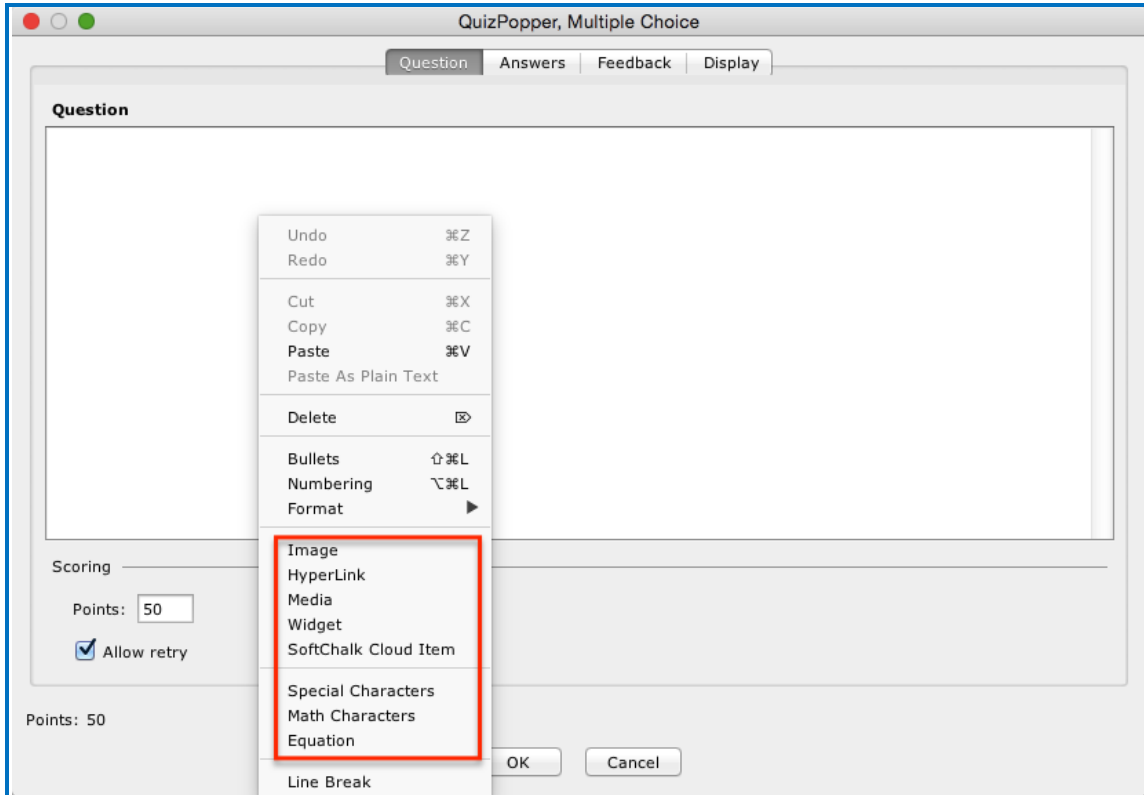 QuizPopper, Multiple Choice
Question Answers Feedback Display
Question
Undo ⌘Z
Redo ⌘Y
Cut ⌘X
Copy ⌘C
Paste ⌘V
Paste As Plain Text
Delete ⌦
Bullets ⇧⌘L
Numbering ⌥⌘L
Format ▶
Image
HyperLink
Media
Widget
SoftChalk Cloud Item
Special Characters
Math Characters
Equation
Line Break
Scoring
Points: 50
Allow retry
Points: 50
OK Cancel